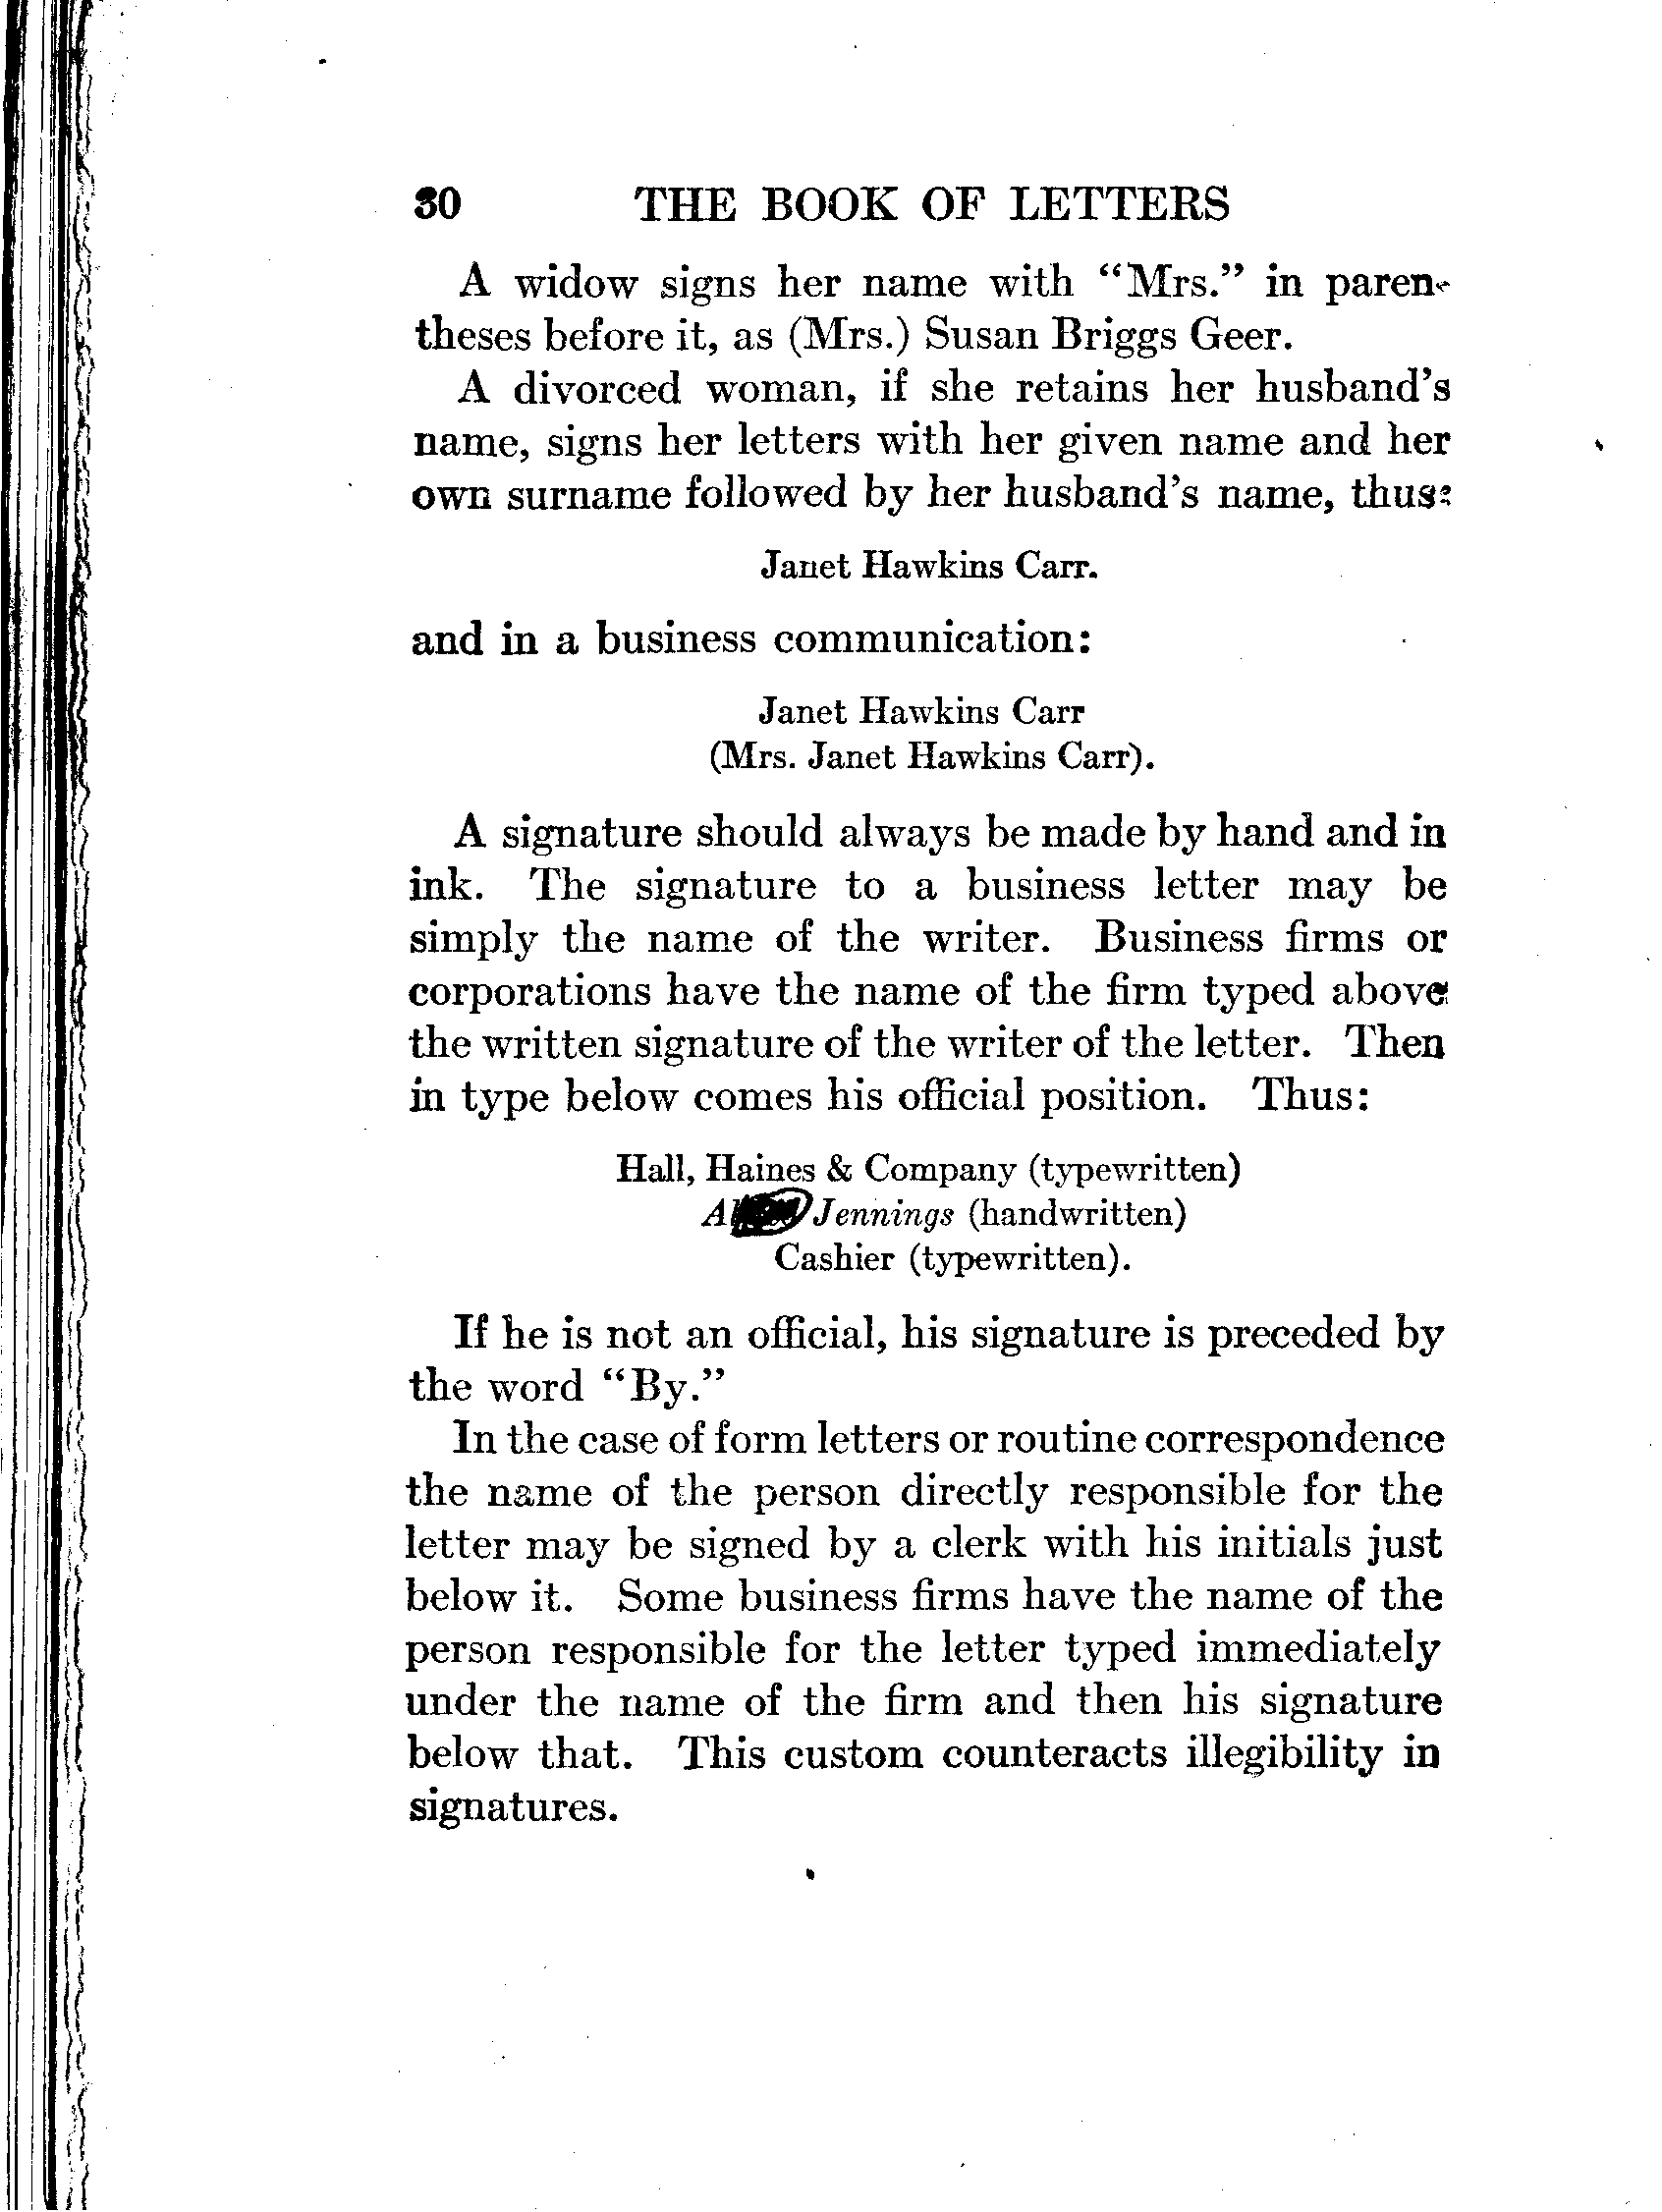 30 THE BOOK OF LETTERS
A widow signs her name with “Mrs.” in paren-
theses before it, as (Mrs.) Susan Briggs Geer.
A divorced woman, if she retains her husband’s
name, signs her letters with her given name and her
own surname followed by her husband’s name, thus:
Janet Hawkins Carr.
and in a business communication:
Janet Hawkins Carr
(Mrs. Janet Hawkins Carr).
A signature should always be made by hand and in
ink. The signature to a business letter may be
simply the name of the writer. Business firms or
corporations have the name of the firm typed above
the written signature of the writer of the letter. Then
in type below comes his official position. Thus:
Hall, Haines & Company (typewritten)
Jennings (handwritten)
Cashier (typewritten).
If he is not an official, his signature is preceded by
the word “By.”
In the case of form letters or routine correspondence
the name of the person directly responsible for the
letter may be signed by a clerk with his initials just
below it. Some business firms have the name of the
person responsible for the letter typed immediately
under the name of the firm and then his signature
below that. This custom counteracts illegibility in
signatures.